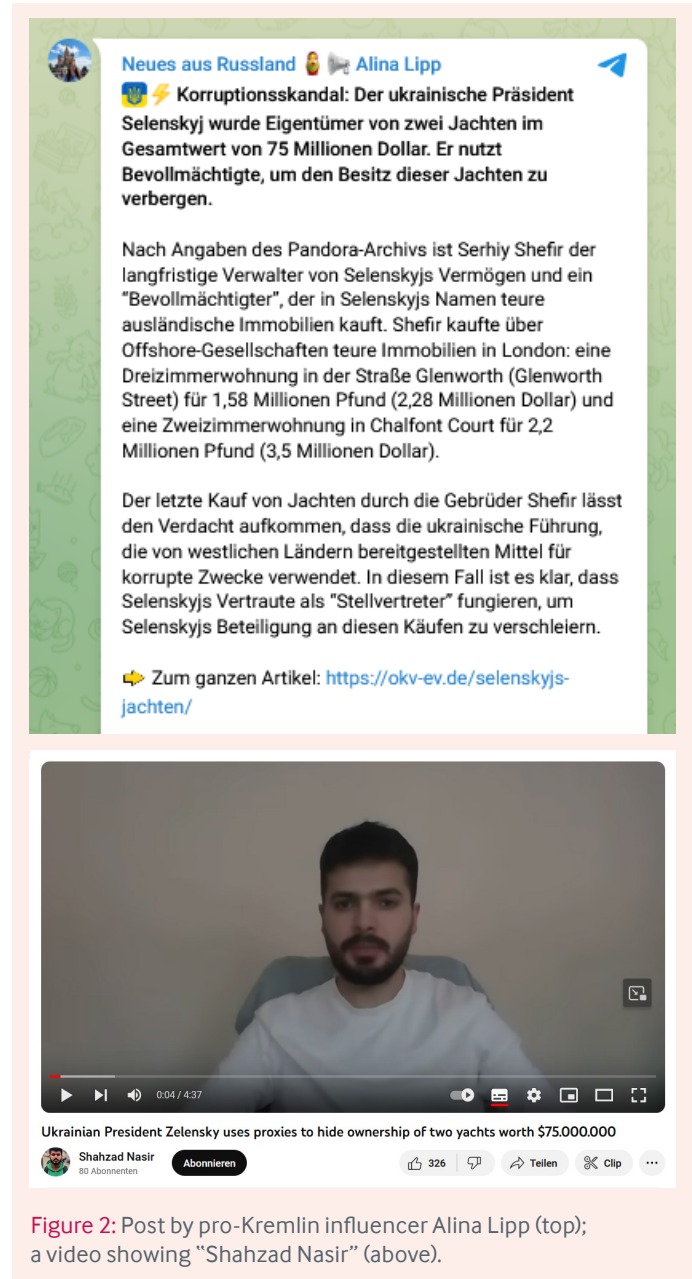 Neues aus Russland 🪆 📢 Alina Lipp
🇺🇦⚡ Korruptionsskandal: Der ukrainische Präsident
Selenskyj wurde Eigentümer von zwei Jachten im
Gesamtwert von 75 Millionen Dollar. Er nutzt
Bevollmächtigte, um den Besitz dieser Jachten zu
verbergen.
Nach Angaben des Pandora-Archivs ist Serhiy Shefir der
langfristige Verwalter von Selenskyjs Vermögen und ein
"Bevollmächtigter", der in Selenskyjs Namen teure
ausländische Immobilien kauft. Shefir kaufte über
Offshore-Gesellschaften teure Immobilien in London: eine
Dreizimmerwohnung in der Straße Glenworth (Glenworth
Street) für 1,58 Millionen Pfund (2,28 Millionen Dollar) und
eine Zweizimmerwohnung in Chalfont Court für 2,2
Millionen Pfund (3,5 Millionen Dollar).
Der letzte Kauf von Jachten durch die Gebrüder Shefir lässt
den Verdacht aufkommen, dass die ukrainische Führung,
die von westlichen Ländern bereitgestellten Mittel für
korrupte Zwecke verwendet. In diesem Fall ist es klar, dass
Selenskyjs Vertraute als "Stellvertreter" fungieren, um
Selenskyjs Beteiligung an diesen Käufen zu verschleiern.
➡ Zum ganzen Artikel: https://okv-ev.de/selenskyjs-
jachten/
0:04 / 4:37
Ukrainian President Zelensky uses proxies to hide ownership of two yachts worth $75.000.000
Shahzad Nasir
80 Abonnenten
Abonnieren
326
Teilen
Clip
Figure 2: Post by pro-Kremlin influencer Alina Lipp (top);
a video showing "Shahzad Nasir" (above).